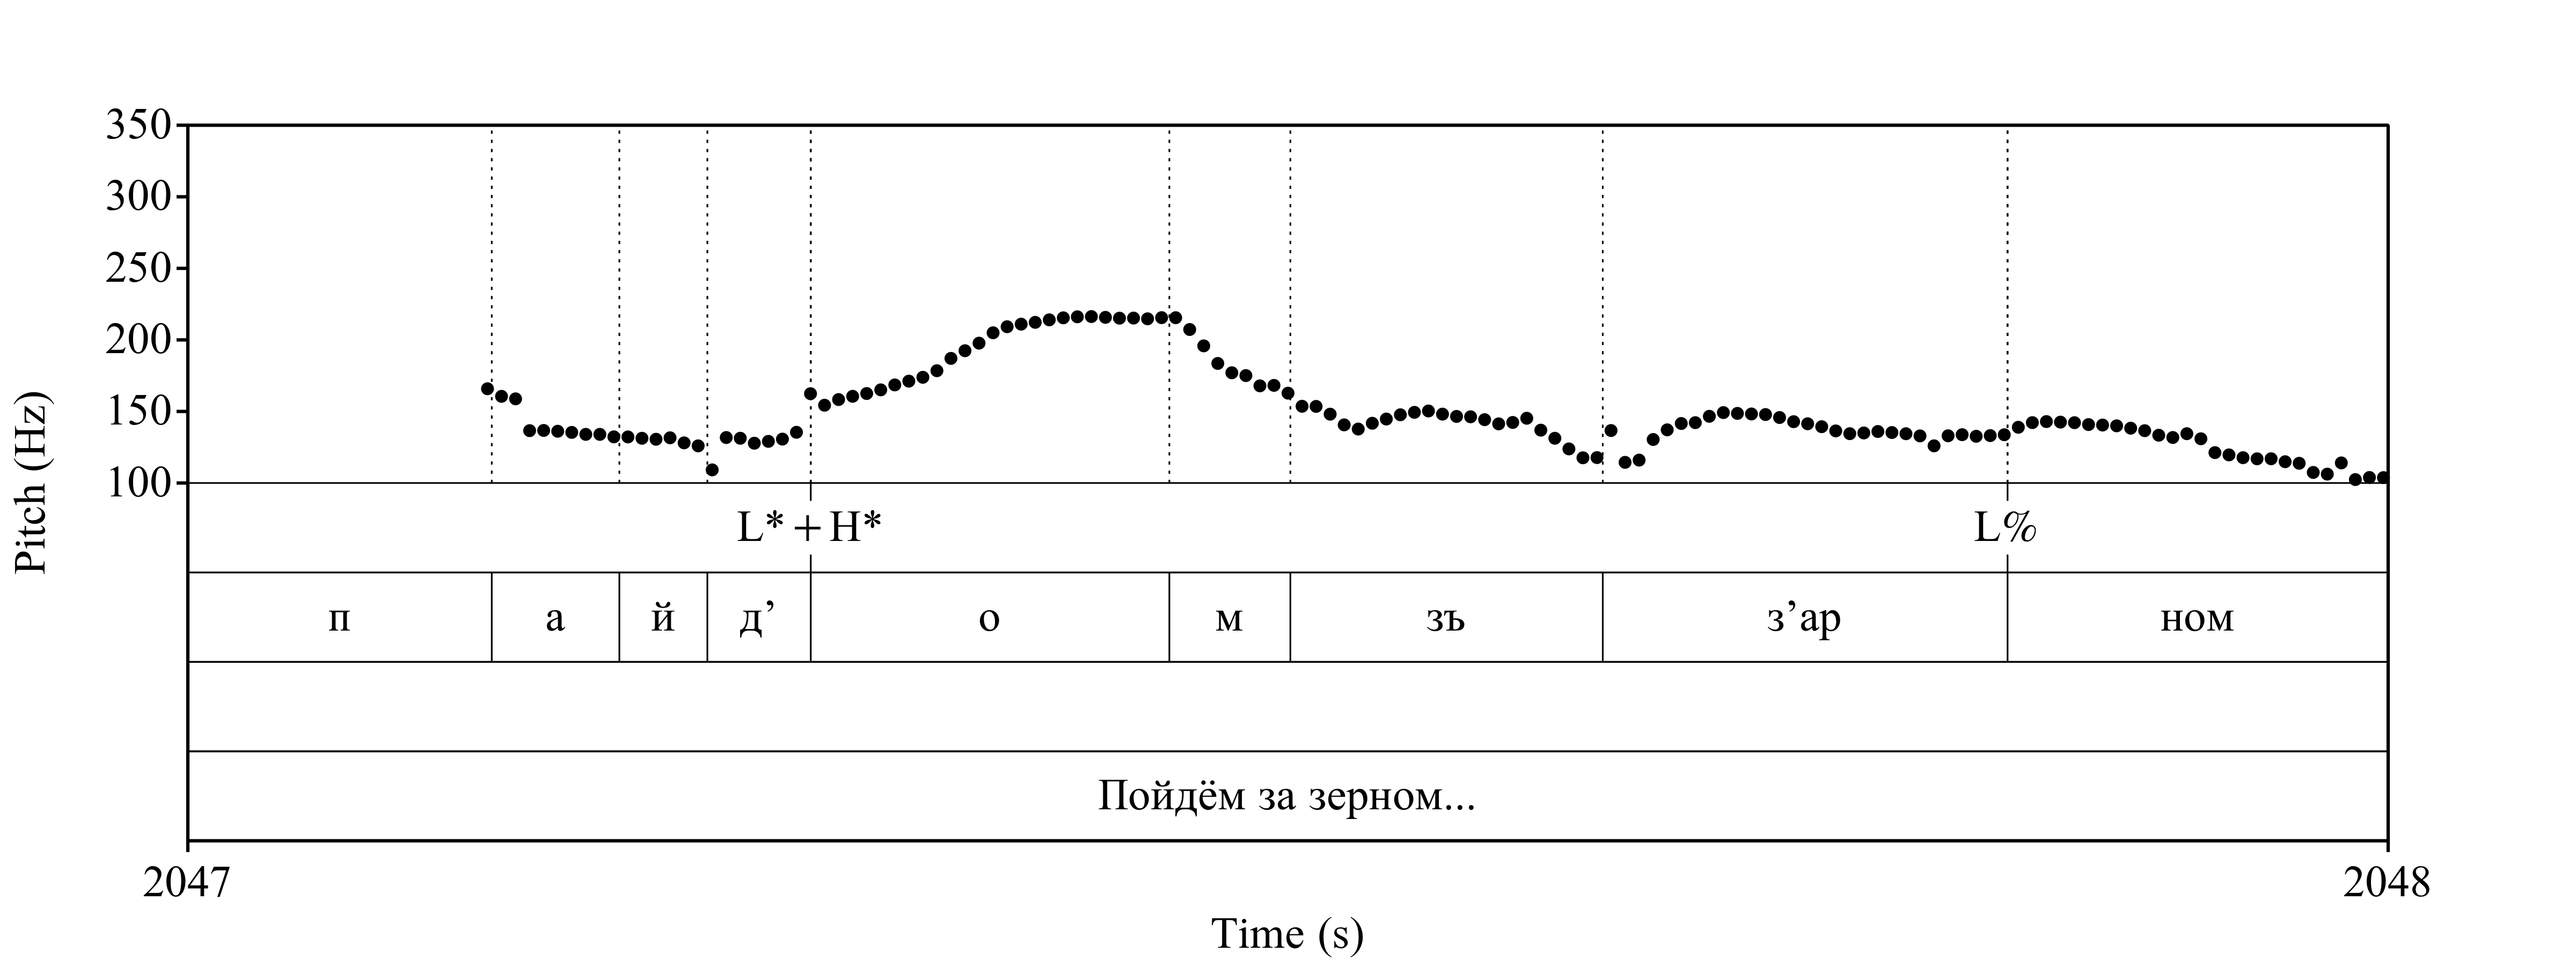 350
300
250
200
150
100
Pitch (Hz)
L* + H* L%
п а й д’ о м зъ з’ар ном
Пойдём за зерном...
2047 2048
Time (s)